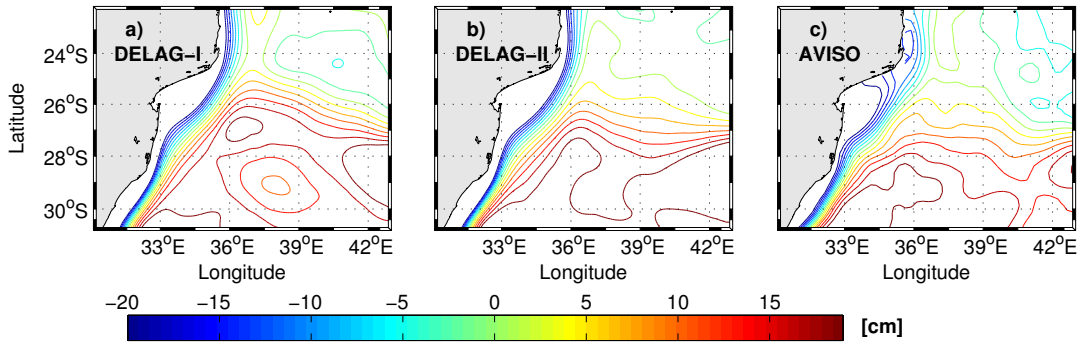 a)
DELAG−I
b)
DELAG−II
c)
AVISO
24°S
26°S
28°S
30°S
Latitude
33°E 36°E 39°E 42°E
33°E 36°E 39°E 42°E
33°E 36°E 39°E 42°E
Longitude
Longitude
Longitude
−20 −15 −10 −5 0 5 10 15
[cm]